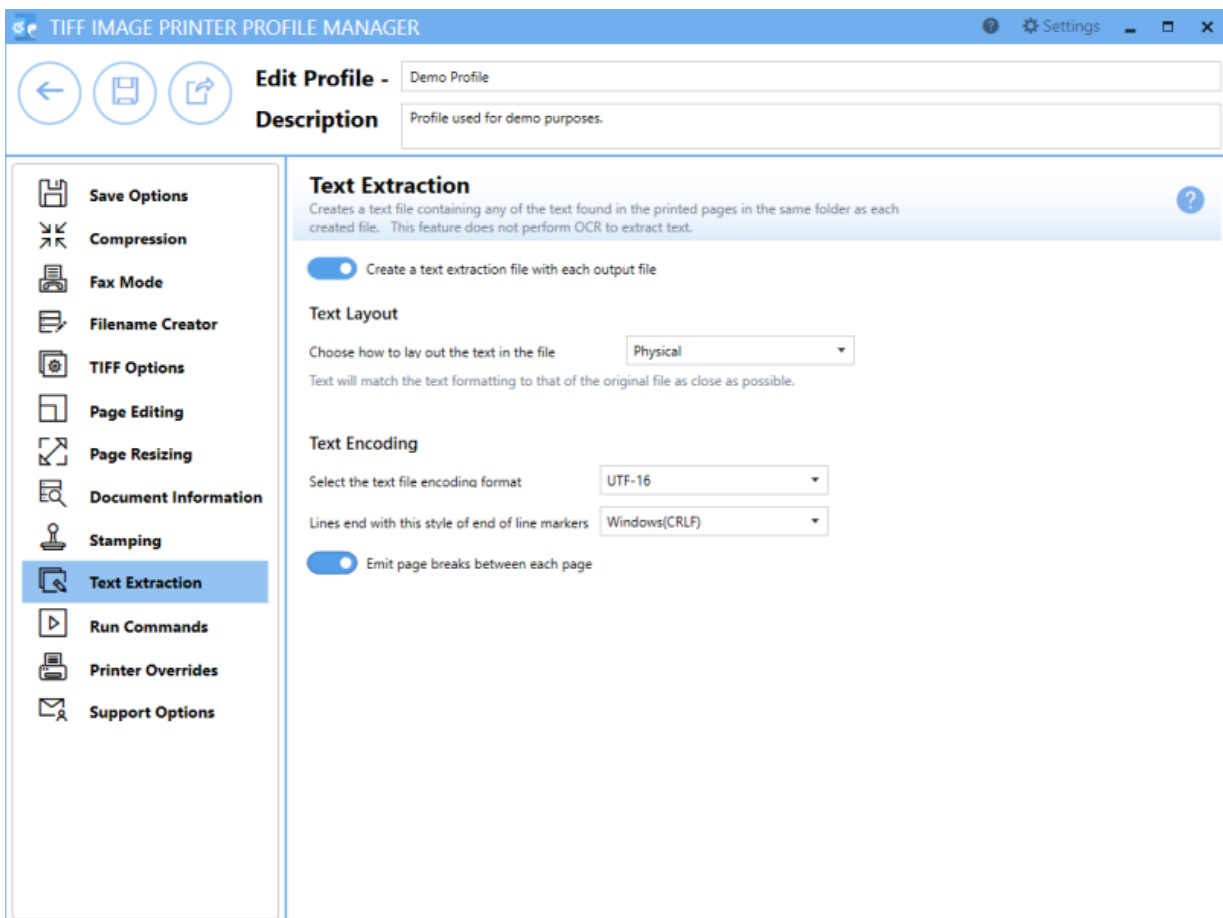 TIFF IMAGE PRINTER PROFILE MANAGER
Settings
Edit Profile - Demo Profile
Description Profile used for demo purposes.
Save Options
Compression
Fax Mode
Filename Creator
TIFF Options
Page Editing
Page Resizing
Document Information
Stamping
Text Extraction
Run Commands
Printer Overrides
Support Options
Text Extraction
Creates a text file containing any of the text found in the printed pages in the same folder as each
created file. This feature does not perform OCR to extract text.
?
Create a text extraction file with each output file
Text Layout
Choose how to lay out the text in the file Physical
Text will match the text formatting to that of the original file as close as possible.
Text Encoding
Select the text file encoding format UTF-16
Lines end with this style of end of line markers Windows(CRLF)
Emit page breaks between each page